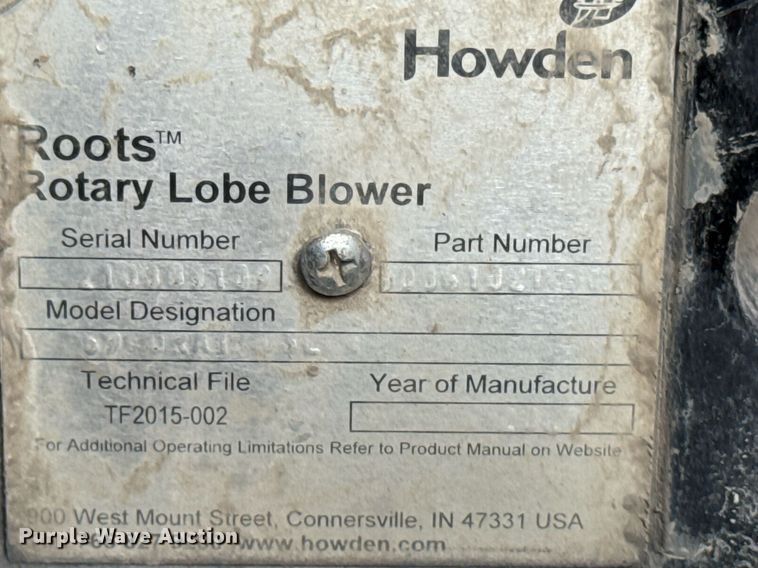 Howden
Roots™
Rotary Lobe Blower
Serial Number
Part Number
Model Designation
Technical File
Year of Manufacture
TF2015-002
For Additional Operating Limitations Refer to Product Manual on Website
900 West Mount Street, Connersville, IN 47331 USA
www.howden.com
Purple Wave Auction